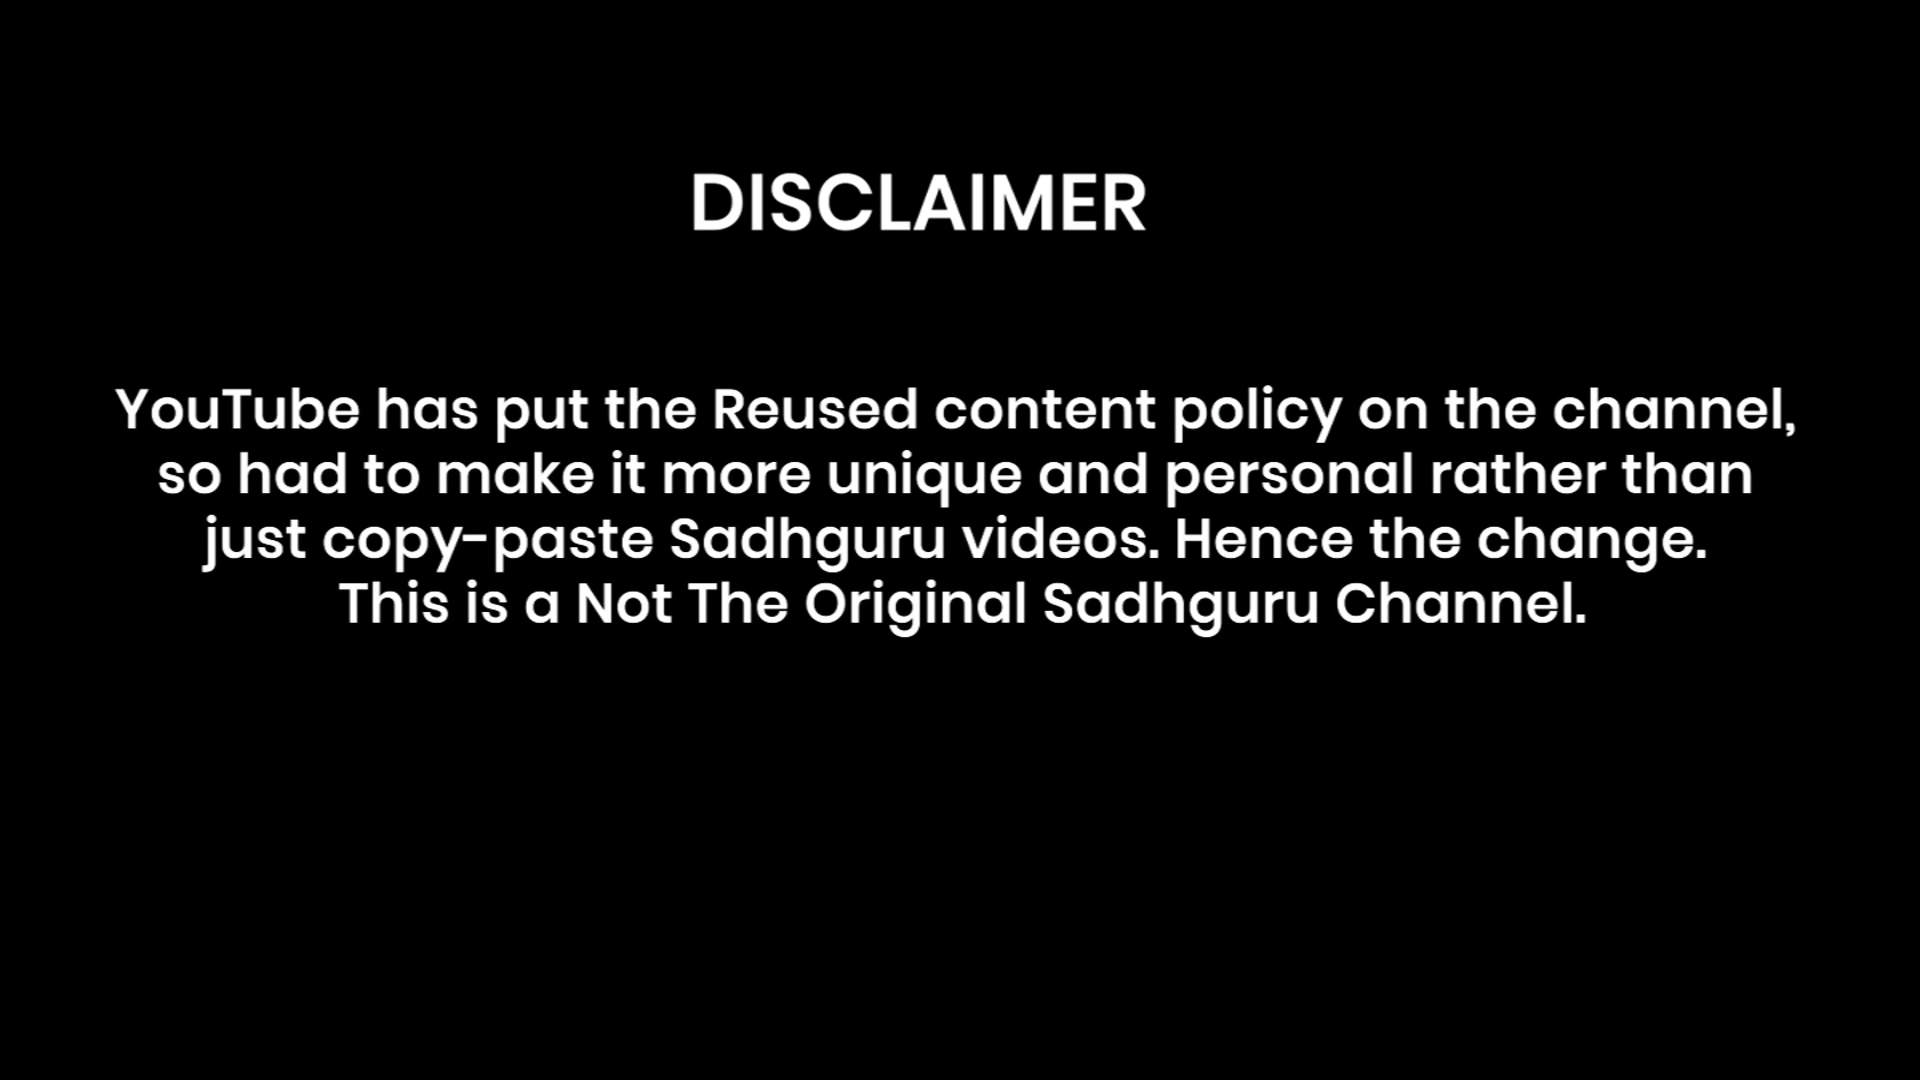 DISCLAIMER
YouTube has put the Reused content policy on the channel,
so had to make it more unique and personal rather than
just copy-paste Sadhguru videos. Hence the change.
This is a Not The Original Sadhguru Channel.